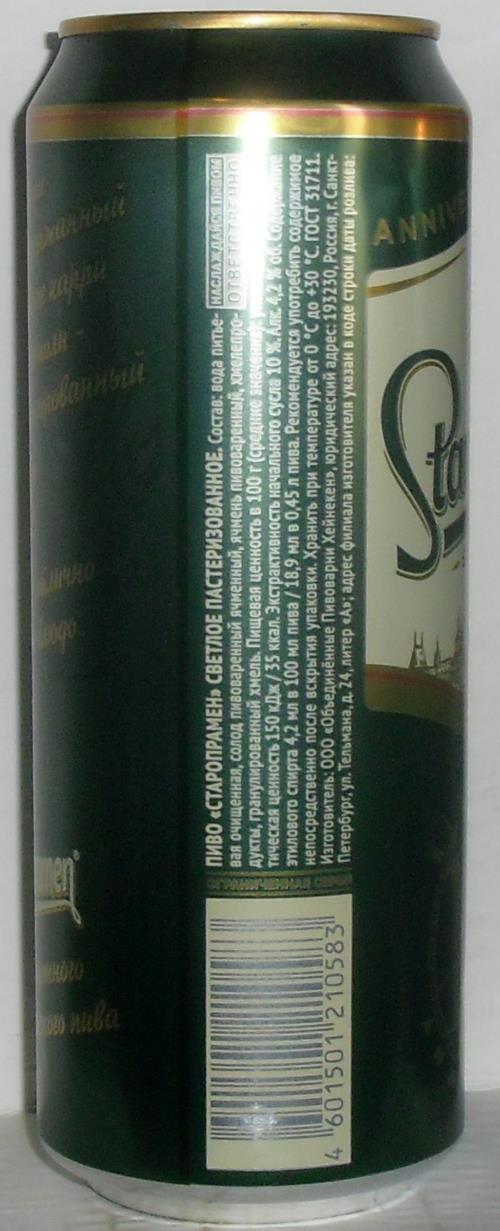 ПИВО «СТАРОПРАМЕН» СВЕТЛОЕ ПАСТЕРИЗОВАННОЕ. Состав: вода питье-
вая очищенная, солод пивоваренный ячменный, ячмень пивоваренный, хмелепро-
дукты, гранулированный хмель. Пищевая ценность в 100 г (средние значения):
тическая ценность 150 кДж / 35 ккал. Экстрактивность начального сусла 10 %. Алк. 4,2 % об. Содержание
этилового спирта 4,2 мл в 100 мл пива / 18,9 мл в 0,45 л пива. Рекомендуется употребить содержимое
непосредственно после вскрытия упаковки. Хранить при температуре от 0 °С до +30 °С. ГОСТ 31711.
Изготовитель: ООО «Объединённые Пивоварни Хейнекен», юридический адрес: 193230, Россия, г. Санкт-
Петербург, ул. Тельмана, д. 24, литер «А»; адрес филиала изготовителя указан в коде строки даты розлива:
НАСЛАЖДАЙСЯ ПИВОМ
ОТВЕТСТВЕННО
4 601501 210583
ANNIV
Sta
пива